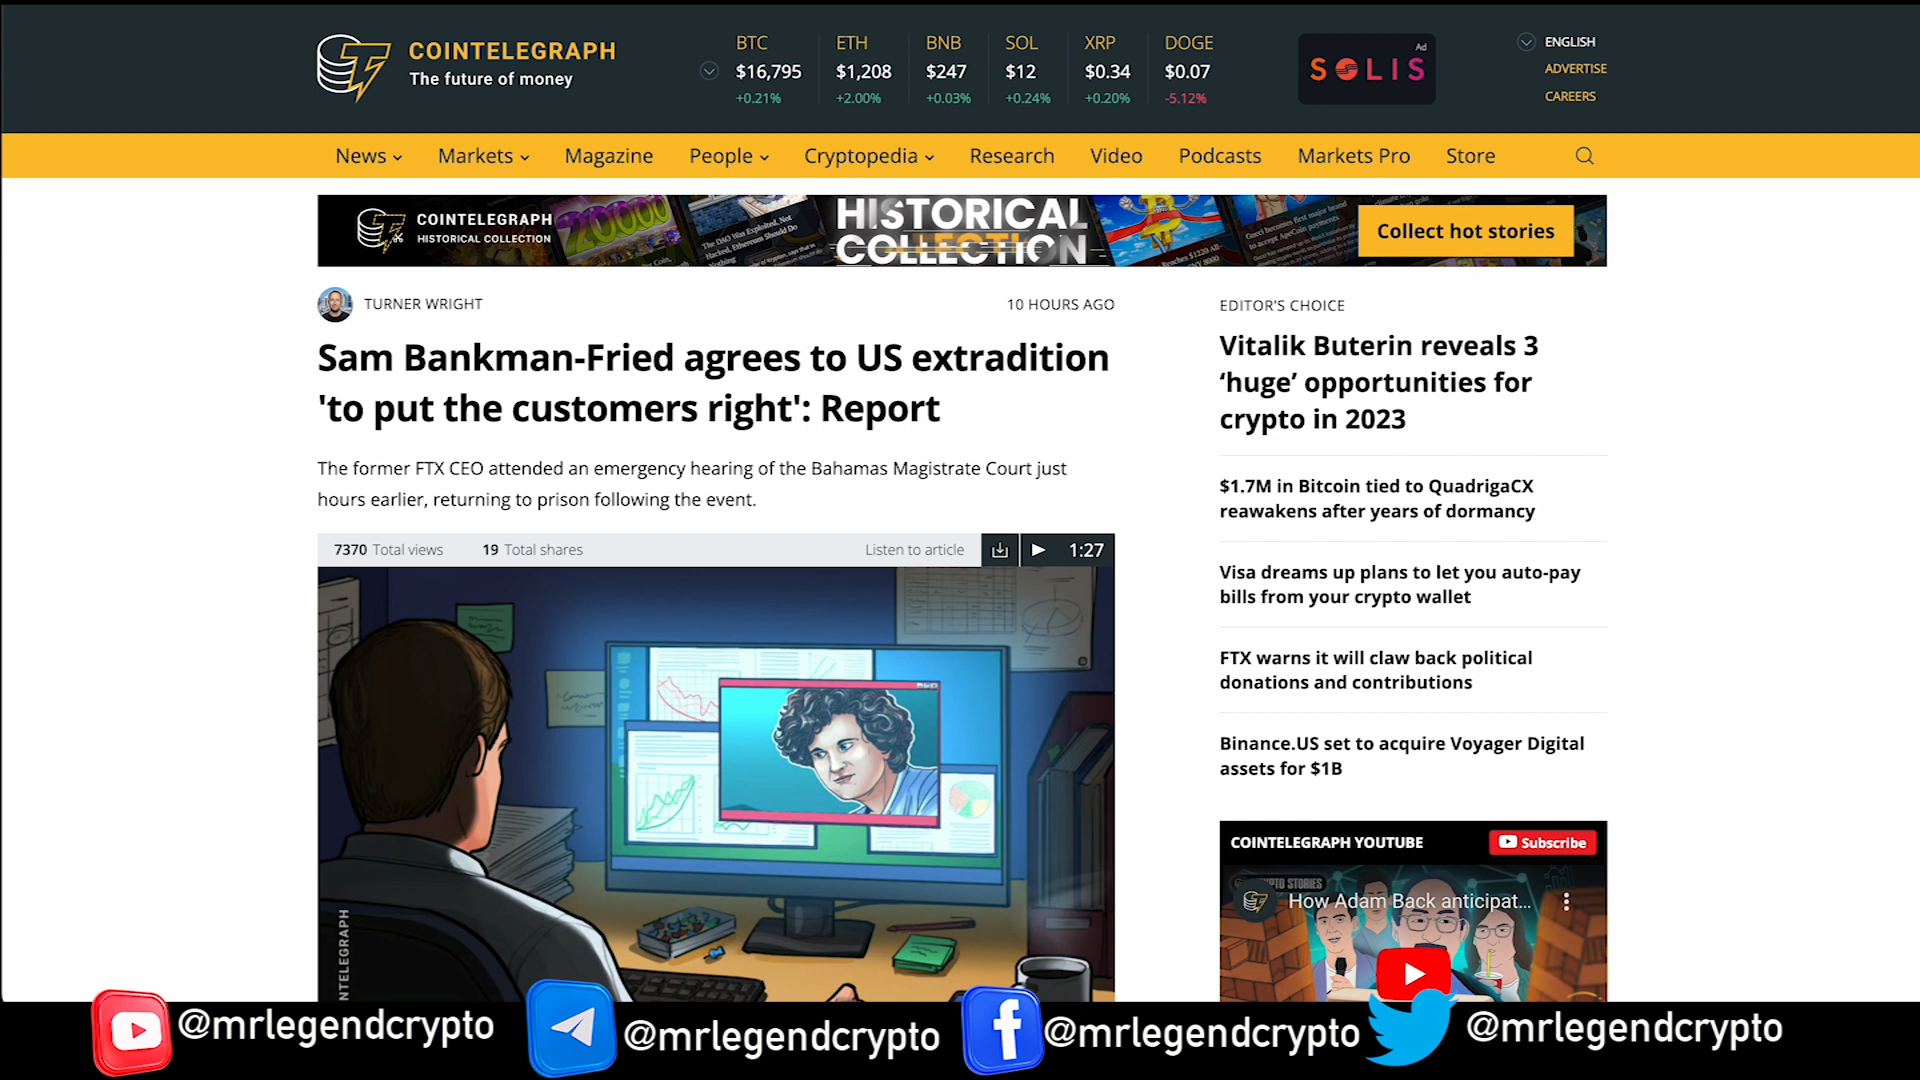 COINTELEGRAPH
The future of money
BTC
$16,795
+0.21%
ETH
$1,208
+2.00%
BNB
$247
+0.03%
SOL
$12
+0.24%
XRP
$0.34
+0.20%
DOGE
$0.07
-5.12%
Ad
SOLIS
ENGLISH
ADVERTISE
CAREERS
News
Markets
Magazine
People
Cryptopedia
Research
Video
Podcasts
Markets Pro
Store
COINTELEGRAPH
HISTORICAL COLLECTION
20000
HISTORICAL
COLLECTION
Collect hot stories
TURNER WRIGHT
10 HOURS AGO
Sam Bankman-Fried agrees to US extradition
'to put the customers right': Report
The former FTX CEO attended an emergency hearing of the Bahamas Magistrate Court just
hours earlier, returning to prison following the event.
7370 Total views
19 Total shares
Listen to article
1:27
NTELEGRAPH
EDITOR'S CHOICE
Vitalik Buterin reveals 3
‘huge’ opportunities for
crypto in 2023
$1.7M in Bitcoin tied to QuadrigaCX
reawakens after years of dormancy
Visa dreams up plans to let you auto-pay
bills from your crypto wallet
FTX warns it will claw back political
donations and contributions
Binance.US set to acquire Voyager Digital
assets for $1B
COINTELEGRAPH YOUTUBE
Subscribe
STORIES
How Adam Back anticipat...
@mrlegendcrypto
@mrlegendcrypto
@mrlegendcrypto
@mrlegendcrypto